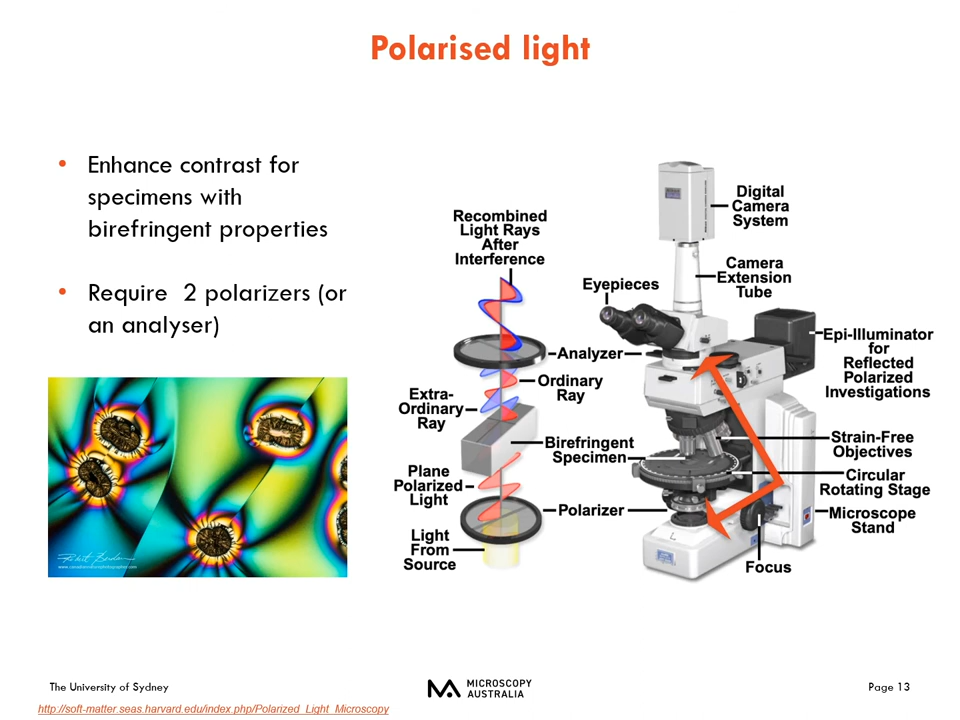 Polarised light
• Enhance contrast for
specimens with
birefringent properties
• Require 2 polarizers (or
an analyser)
Recombined
Light Rays
After
Interference
Extra-
Ordinary
Ray
Plane
Polarized
Light
Light
From
Source
Analyzer
Ordinary
Ray
Birefringent
Specimen
Polarizer
Eyepieces
Digital
Camera
System
Camera
Extension
Tube
Epi-Illuminator
for
Reflected
Polarized
Investigations
Strain-Free
Objectives
Circular
Rotating Stage
Microscope
Stand
Focus
The University of Sydney
MICROSCOPY
AUSTRALIA
Page 13
http://soft-matter.seas.harvard.edu/index.php/Polarized_Light_Microscopy